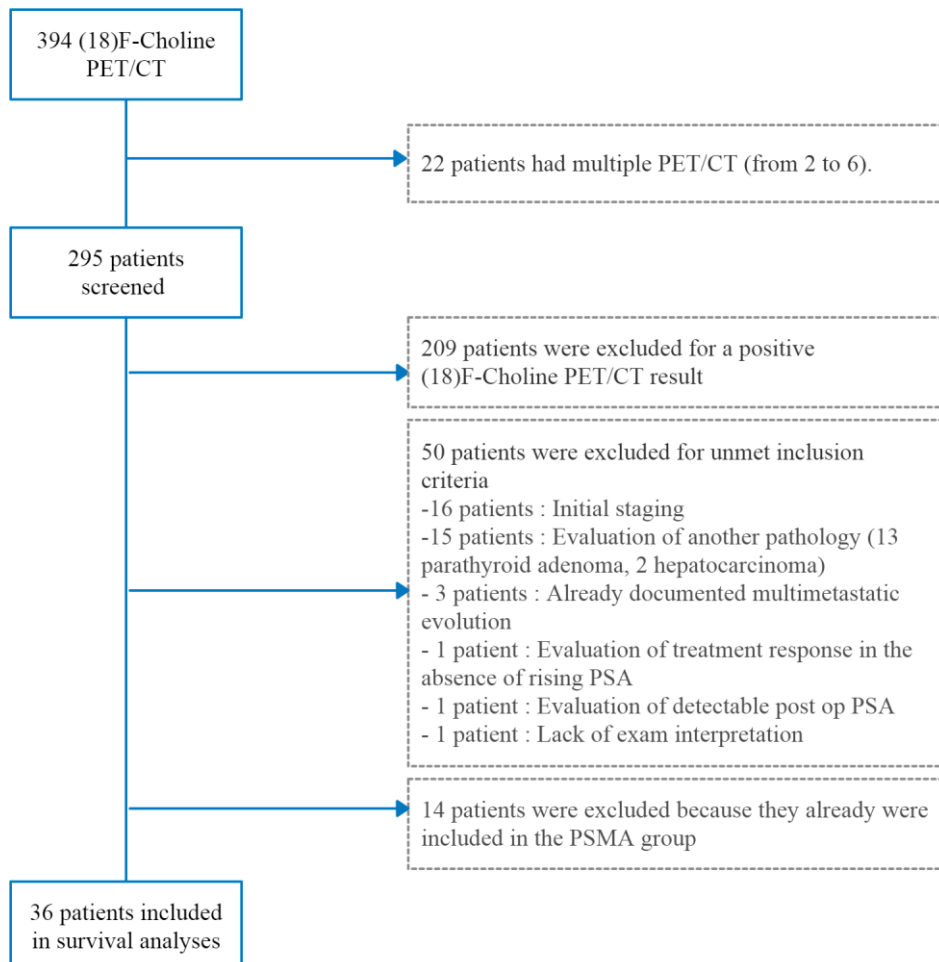 394 (18)F-Choline
PET/CT
22 patients had multiple PET/CT (from 2 to 6).
295 patients
screened
209 patients were excluded for a positive
(18)F-Choline PET/CT result
50 patients were excluded for unmet inclusion
criteria
-16 patients : Initial staging
-15 patients : Evaluation of another pathology (13
parathyroid adenoma, 2 hepatocarcinoma)
- 3 patients : Already documented multimetastatic
evolution
- 1 patient : Evaluation of treatment response in the
absence of rising PSA
- 1 patient : Evaluation of detectable post op PSA
- 1 patient : Lack of exam interpretation
14 patients were excluded because they already were
included in the PSMA group
36 patients included
in survival analyses